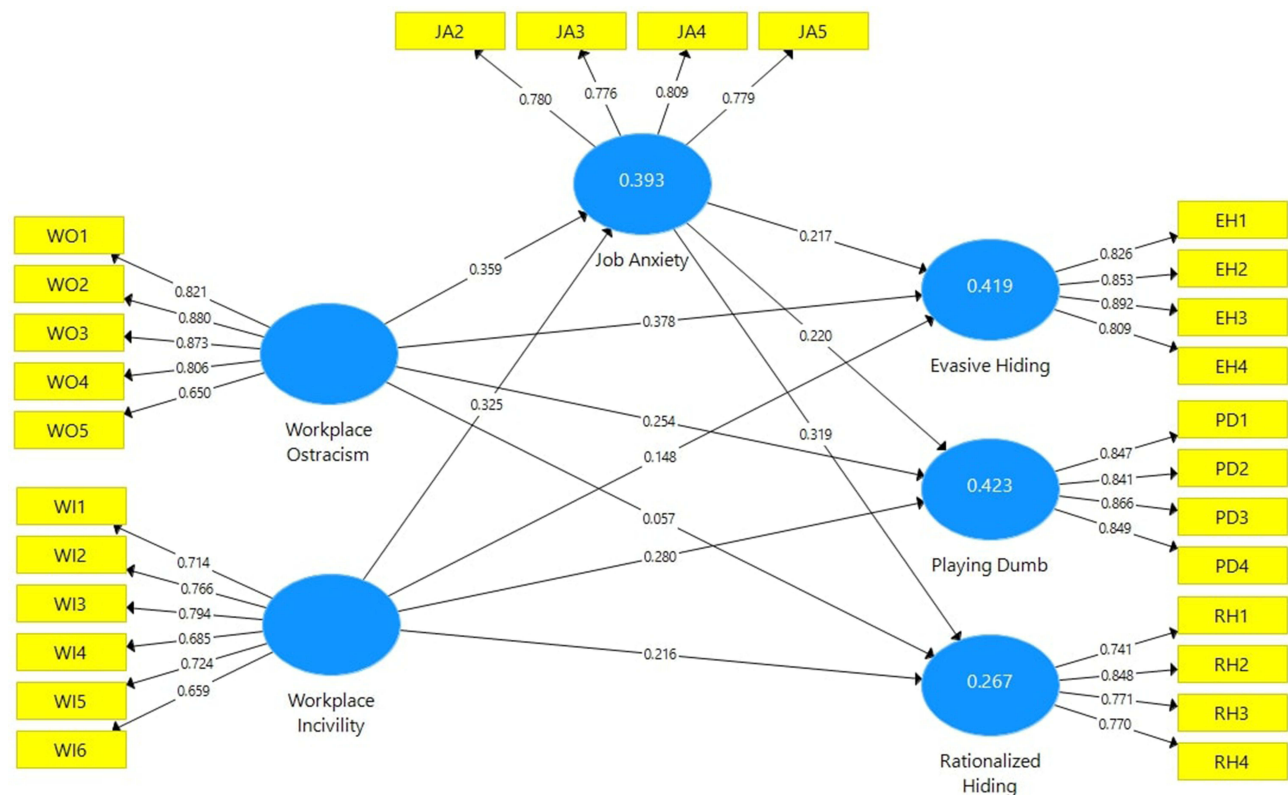 JA2 JA3 JA4 JA5
0.780 0.776 0.809 0.779
0.393
Job Anxiety
WO1
WO2
WO3
WO4
WO5
0.821
0.880
0.873
0.806
0.650
Workplace
Ostracism
WI1
WI2
WI3
WI4
WI5
WI6
0.714
0.766
0.794
0.685
0.724
0.659
Workplace
Incivility
0.359
0.325
0.217
0.378
0.220
0.254
0.148
0.319
0.057
0.280
0.216
0.419
Evasive Hiding
0.826
0.853
0.892
0.809
EH1
EH2
EH3
EH4
0.423
Playing Dumb
0.847
0.841
0.866
0.849
PD1
PD2
PD3
PD4
0.267
Rationalized
Hiding
0.741
0.848
0.771
0.770
RH1
RH2
RH3
RH4